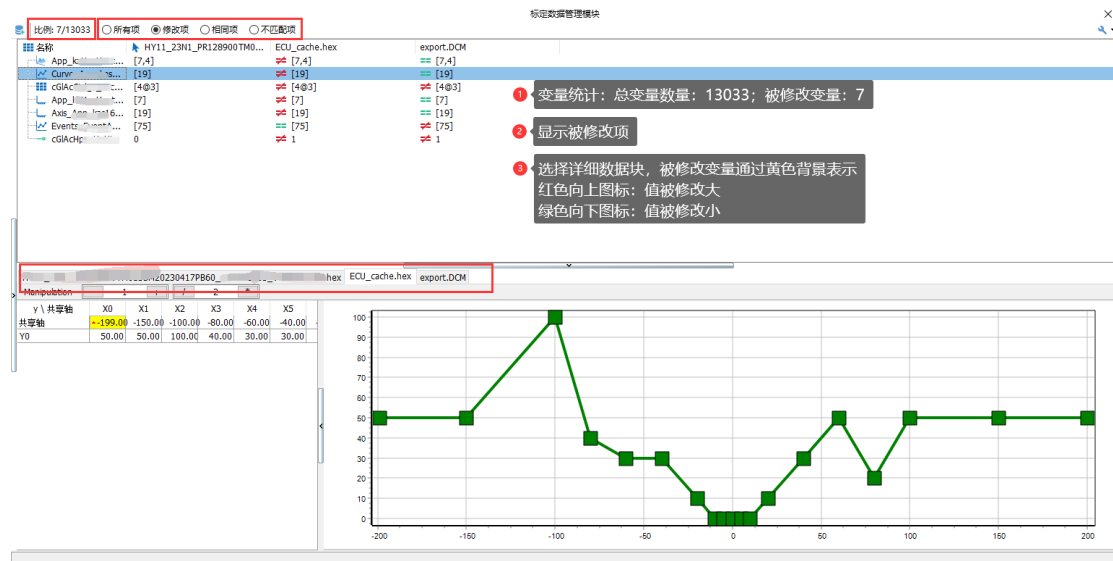 标定数据管理模块
比例: 7/13033 所有项 修改项 相同项 不匹配项
名称 HY11_23N1_PR128900TM0... ECU_cache.hex export.DCM
[7,4] [7,4] [7,4]
[19] [19] [19]
[4@3] [4@3] [4@3]
[7] [7] [7]
[19] [19] [19]
[75] [75] [75]
0 1 1
1 变量统计：总变量数量：13033；被修改变量：7
2 显示被修改项
3 选择详细数据块，被修改变量通过黄色背景表示
红色向上图标：值被修改大
绿色向下图标：值被修改小
hex ECU_cache.hex export.DCM
Manipulation - 1 + / 2 *
y \ 共享轴 X0 X1 X2 X3 X4 X5
共享轴 -199.00 -150.00 -100.00 -80.00 -60.00 -40.00
Y0 50.00 50.00 100.00 40.00 30.00 30.00
100
90
80
70
60
50
40
30
20
10
0
-200 -150 -100 -50 0 50 100 150 200